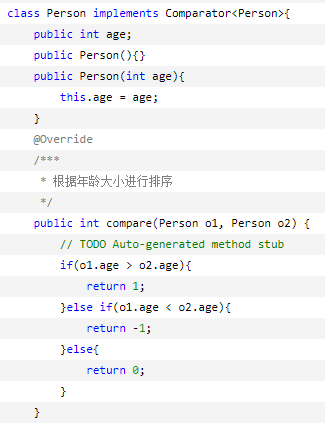 class Person implements Comparator<Person>{
    public int age;
    public Person(){}
    public Person(int age){
        this.age = age;
    }
    @Override
    /***
     * 根据年龄大小进行排序
     */
    public int compare(Person o1, Person o2) {
        // TODO Auto-generated method stub
        if(o1.age > o2.age){
            return 1;
        }else if(o1.age < o2.age){
            return -1;
        }else{
            return 0;
        }
    }